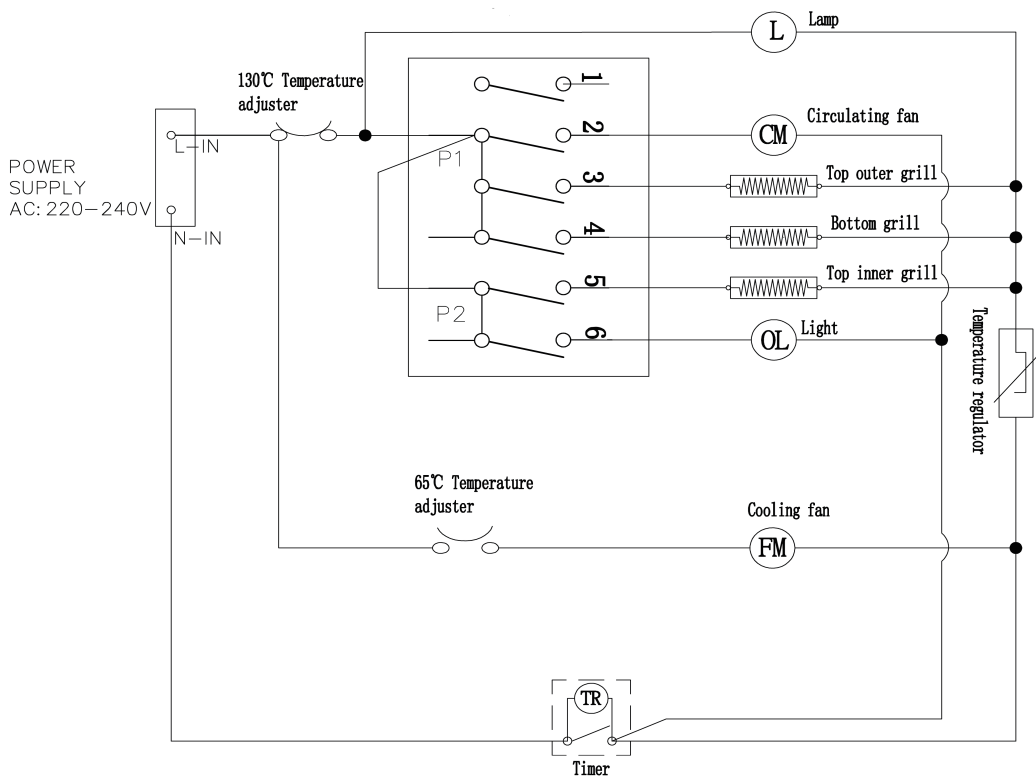 L
Lamp
130℃ Temperature
adjuster
1
L-IN
2
CM
Circulating fan
P1
POWER
SUPPLY
AC: 220-240V
3
Top outer grill
N-IN
4
Bottom grill
5
Top inner grill
P2
6
OL
Light
Temperature regulator
65℃ Temperature
adjuster
Cooling fan
FM
TR
Timer